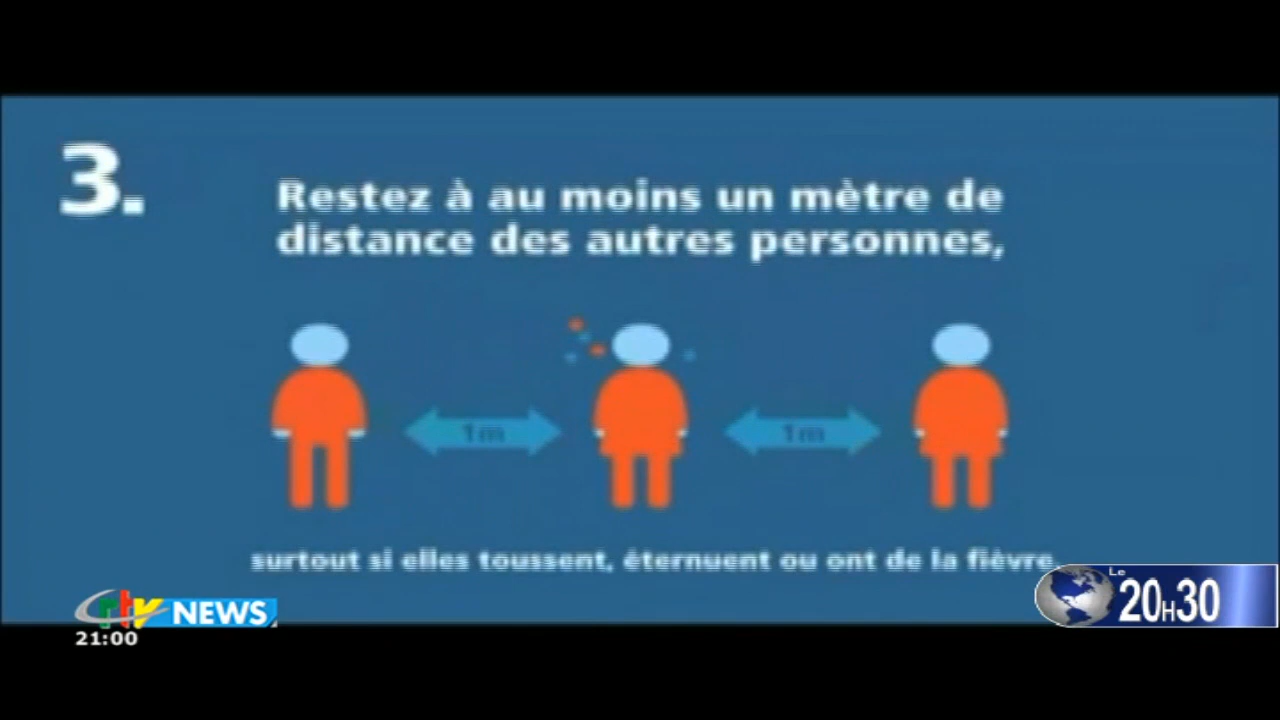 3.
Restez à au moins un mètre de
distance des autres personnes,
1m
1m
surtout si elles toussent, éternuent ou ont de la fièvre
crtv NEWS
21:00
Le
20H30